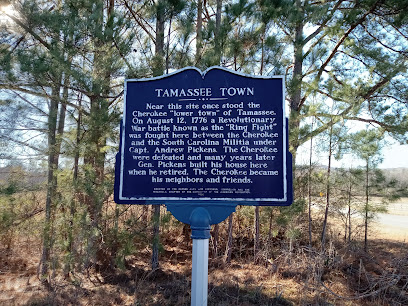 TAMASSEE TOWN
Near this site once stood the
Cherokee "lower town" of Tamassee.
On August 12, 1776 a Revolutionary
War battle known as the "Ring Fight"
was fought here between the Cherokee
and the South Carolina Militia under
Capt. Andrew Pickens. The Cherokee
were defeated and many years later
Gen. Pickens built his house here
when he retired. The Cherokee became
his neighbors and friends.